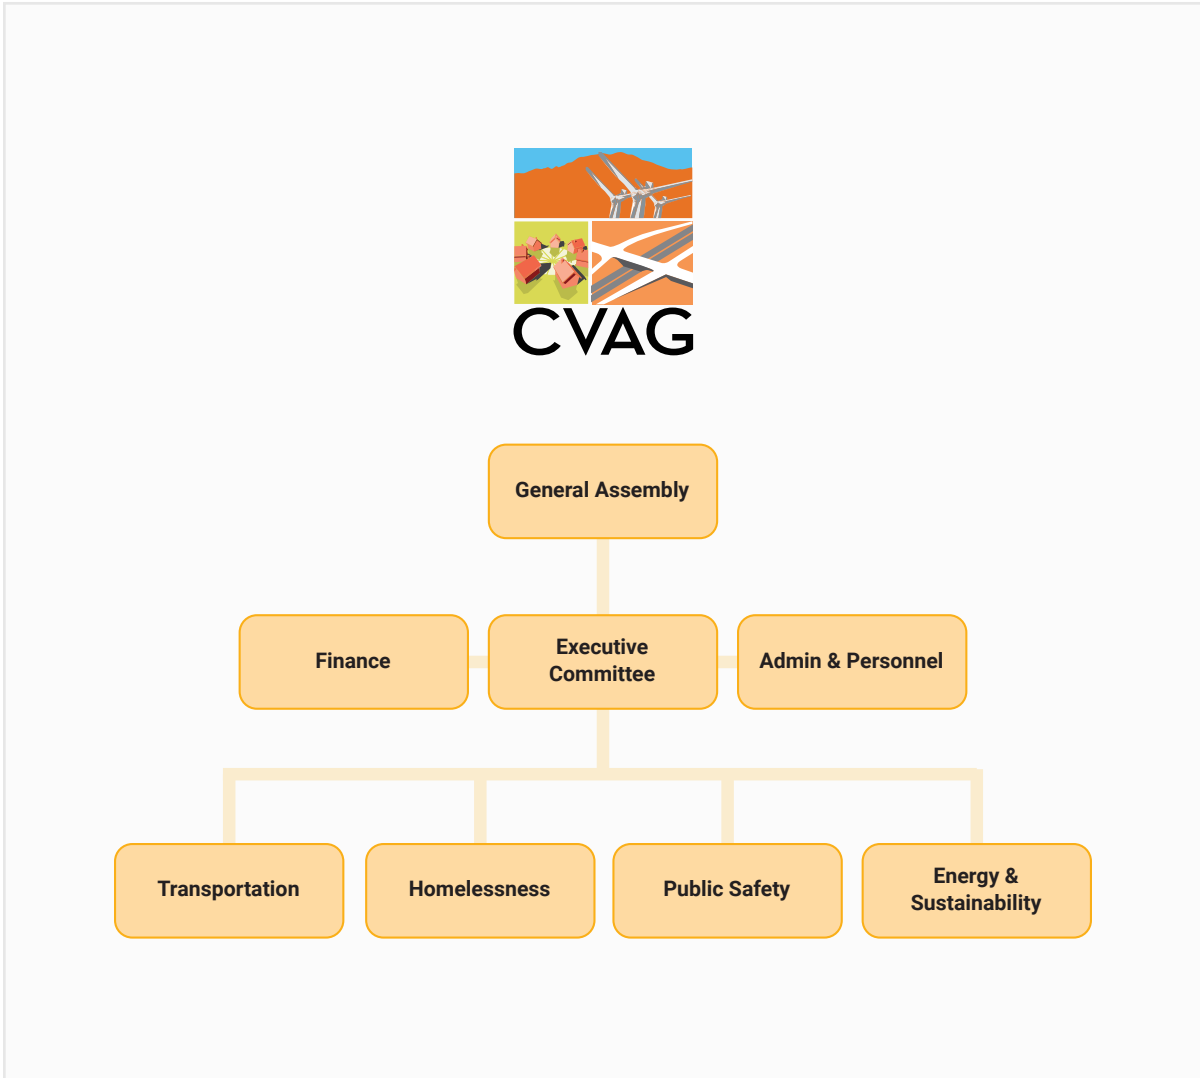 CVAG
General Assembly
Finance
Executive
Committee
Admin & Personnel
Transportation
Homelessness
Public Safety
Energy &
Sustainability